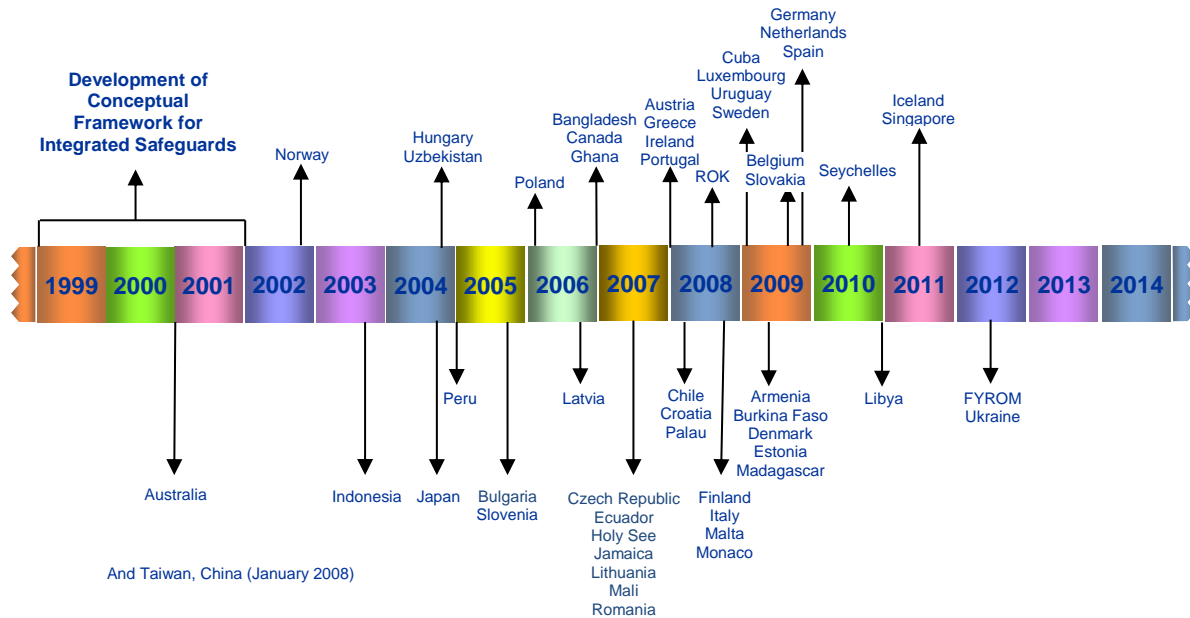 Development of
Conceptual
Framework for
Integrated Safeguards
Norway
Hungary
Uzbekistan
Poland
Bangladesh
Canada
Ghana
Austria
Greece
Ireland
Portugal
ROK
Cuba
Luxembourg
Uruguay
Sweden
Belgium
Slovakia
Germany
Netherlands
Spain
Seychelles
Iceland
Singapore
1999 2000 2001 2002 2003 2004 2005 2006 2007 2008 2009 2010 2011 2012 2013 2014
Australia
Indonesia
Japan
Peru
Bulgaria
Slovenia
Latvia
Czech Republic
Ecuador
Holy See
Jamaica
Lithuania
Mali
Romania
Chile
Croatia
Palau
Finland
Italy
Malta
Monaco
Armenia
Burkina Faso
Denmark
Estonia
Madagascar
Libya
FYROM
Ukraine
And Taiwan, China (January 2008)